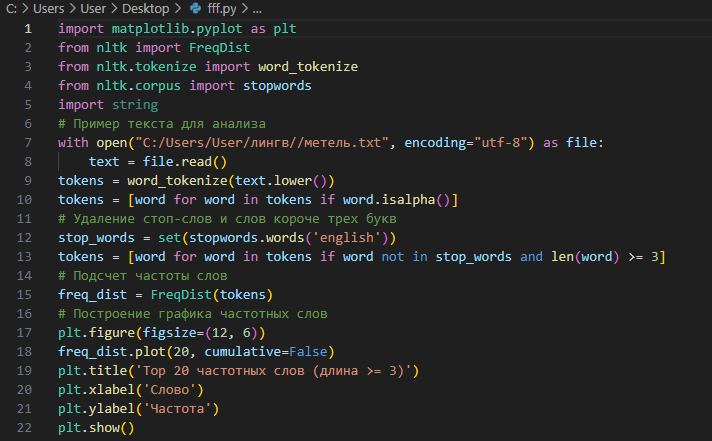 C: > Users > User > Desktop > fff.py > ...
1 import matplotlib.pyplot as plt
2 from nltk import FreqDist
3 from nltk.tokenize import word_tokenize
4 from nltk.corpus import stopwords
5 import string
6 # Пример текста для анализа
7 with open("C:/Users/User/лингв//метель.txt", encoding="utf-8") as file:
8     text = file.read()
9 tokens = word_tokenize(text.lower())
10 tokens = [word for word in tokens if word.isalpha()]
11 # Удаление стоп-слов и слов короче трех букв
12 stop_words = set(stopwords.words('english'))
13 tokens = [word for word in tokens if word not in stop_words and len(word) >= 3]
14 # Подсчет частоты слов
15 freq_dist = FreqDist(tokens)
16 # Построение графика частотных слов
17 plt.figure(figsize=(12, 6))
18 freq_dist.plot(20, cumulative=False)
19 plt.title('Top 20 частотных слов (длина >= 3)')
20 plt.xlabel('Слово')
21 plt.ylabel('Частота')
22 plt.show()